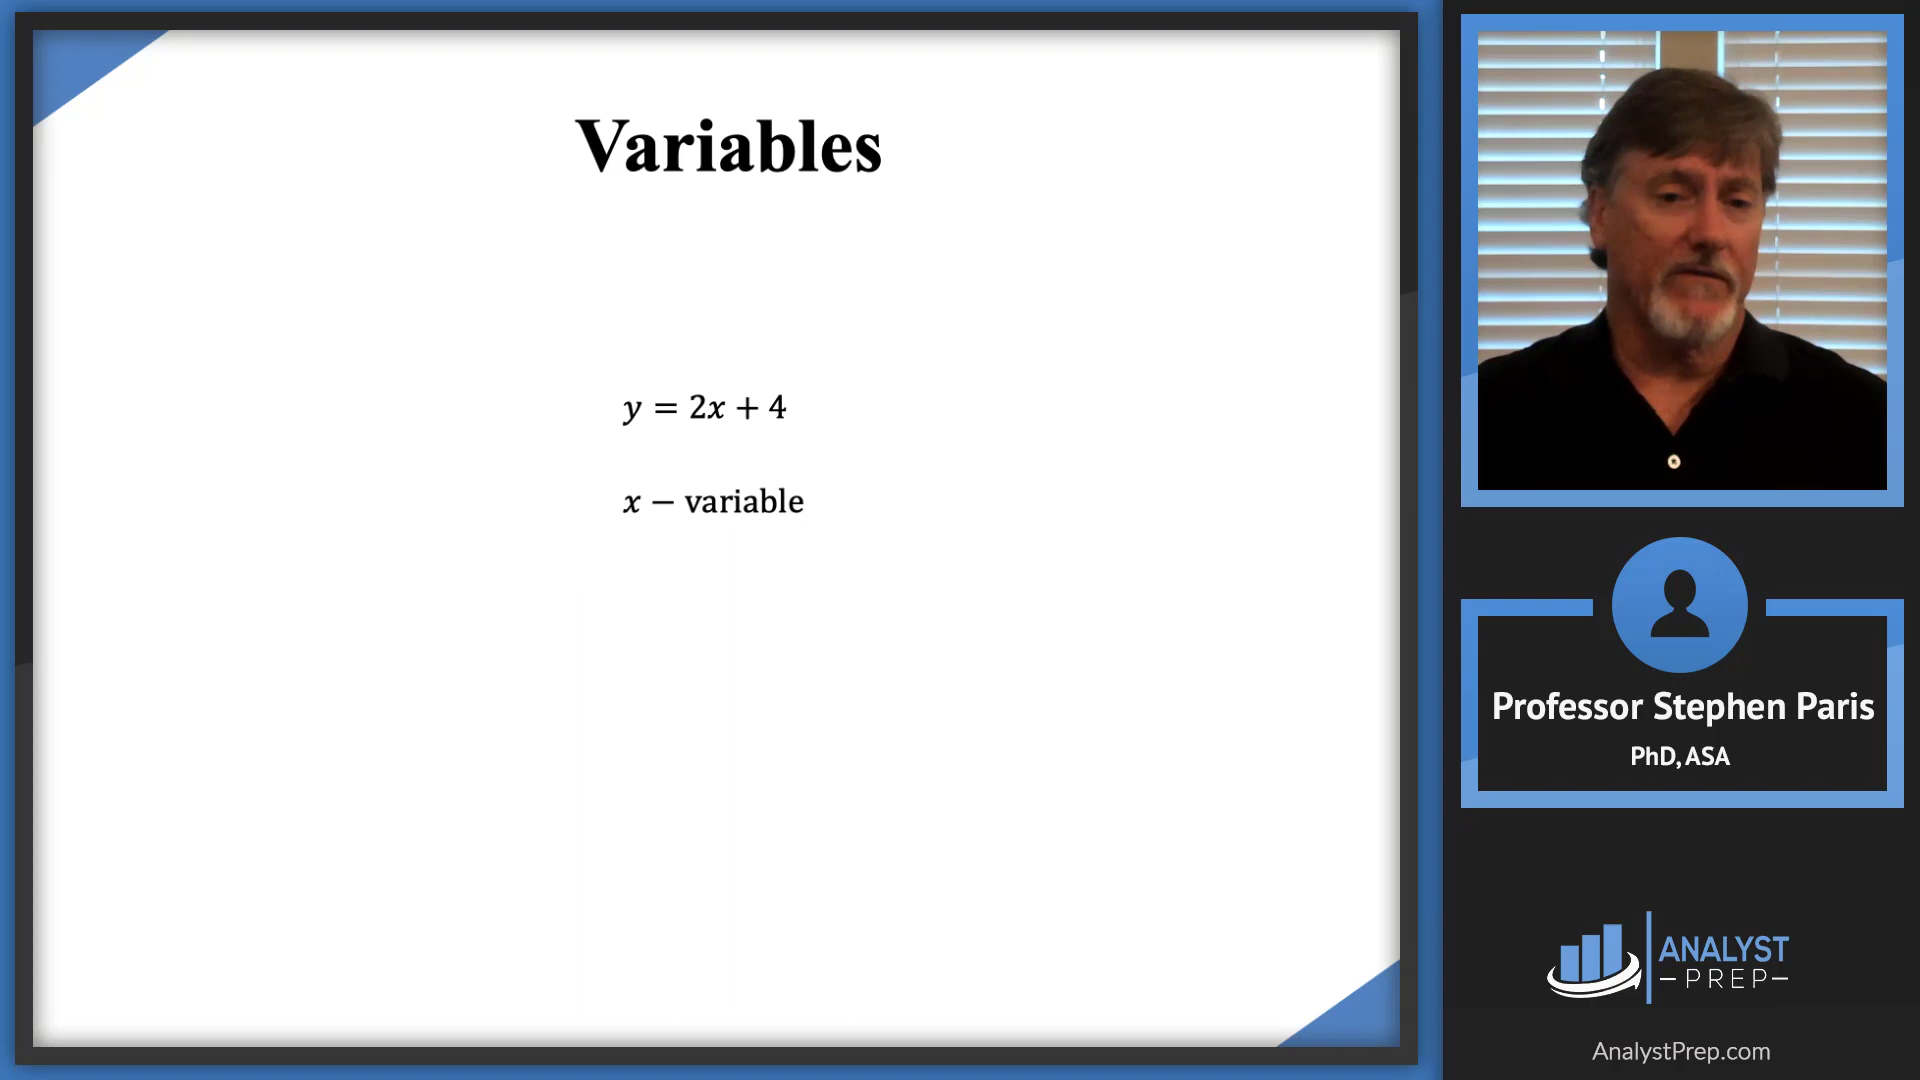 Variables
y = 2x + 4
x − variable
Professor Stephen Paris
PhD, ASA
ANALYST
PREP
AnalystPrep.com